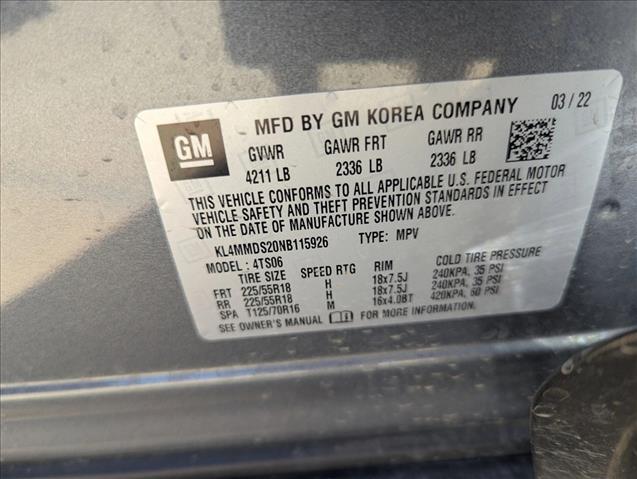 GM
MFD BY GM KOREA COMPANY 03 / 22
GVWR GAWR FRT GAWR RR
4211 LB 2336 LB 2336 LB
THIS VEHICLE CONFORMS TO ALL APPLICABLE U.S. FEDERAL MOTOR
VEHICLE SAFETY AND THEFT PREVENTION STANDARDS IN EFFECT
ON THE DATE OF MANUFACTURE SHOWN ABOVE.
KL4MMDS20NB115926 TYPE: MPV
MODEL: 4TS06
TIRE SIZE SPEED RTG RIM COLD TIRE PRESSURE
FRT 225/55R18 H 18x7.5J 240KPA, 35 PSI
RR 225/55R18 H 18x7.5J 240KPA, 35 PSI
SPA T125/70R16 M 16x4.0BT 420KPA, 60 PSI
SEE OWNER'S MANUAL FOR MORE INFORMATION.